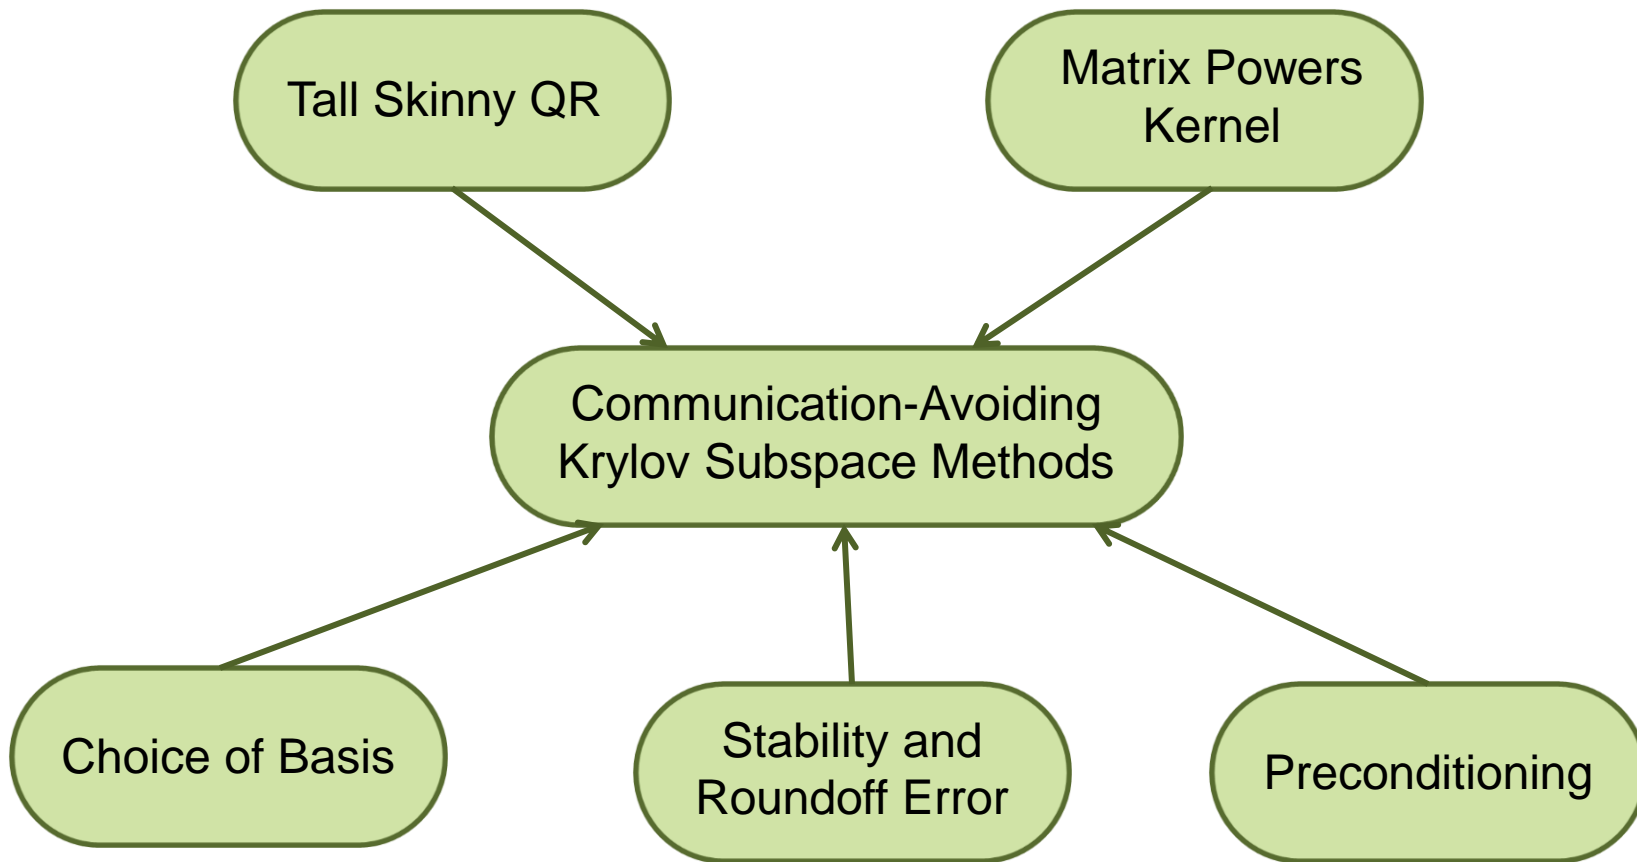 Tall Skinny QR
Matrix Powers
Kernel
Communication-Avoiding
Krylov Subspace Methods
Choice of Basis
Stability and
Roundoff Error
Preconditioning